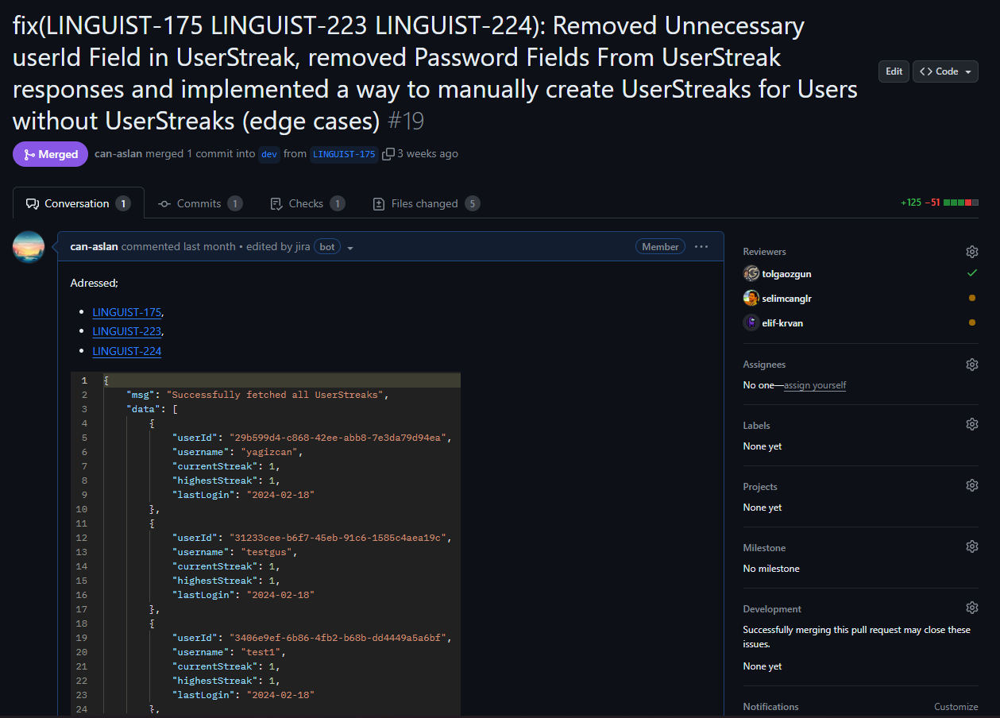 fix(LINGUIST-175 LINGUIST-223 LINGUIST-224): Removed Unnecessary
userId Field in UserStreak, removed Password Fields From UserStreak
responses and implemented a way to manually create UserStreaks for Users
without UserStreaks (edge cases) #19
Edit
<> Code
Merged
can-aslan merged 1 commit into dev from LINGUIST-175 3 weeks ago
Conversation 1
Commits 1
Checks 1
Files changed 5
+125 −51
can-aslan commented last month • edited by jira bot
Member
Adressed;
• LINGUIST-175,
• LINGUIST-223,
• LINGUIST-224
1 {
2 "msg": "Successfully fetched all UserStreaks",
3 "data": [
4 {
5 "userId": "29b599d4-c868-42ee-abb8-7e3da79d94ea",
6 "username": "yagizcan",
7 "currentStreak": 1,
8 "highestStreak": 1,
9 "lastLogin": "2024-02-18"
10 },
11 {
12 "userId": "31233cee-b6f7-45eb-91c6-1585c4aea19c",
13 "username": "testgus",
14 "currentStreak": 1,
15 "highestStreak": 1,
16 "lastLogin": "2024-02-18"
17 },
18 {
19 "userId": "3406e9ef-6b86-4fb2-b68b-dd4449a5a6bf",
20 "username": "test1",
21 "currentStreak": 1,
22 "highestStreak": 1,
23 "lastLogin": "2024-02-18"
24 },
Reviewers
tolgaozgun
selimcanglr
elif-krvan
Assignees
No one—assign yourself
Labels
None yet
Projects
None yet
Milestone
No milestone
Development
Successfully merging this pull request may close these
issues.
None yet
Notifications
Customize